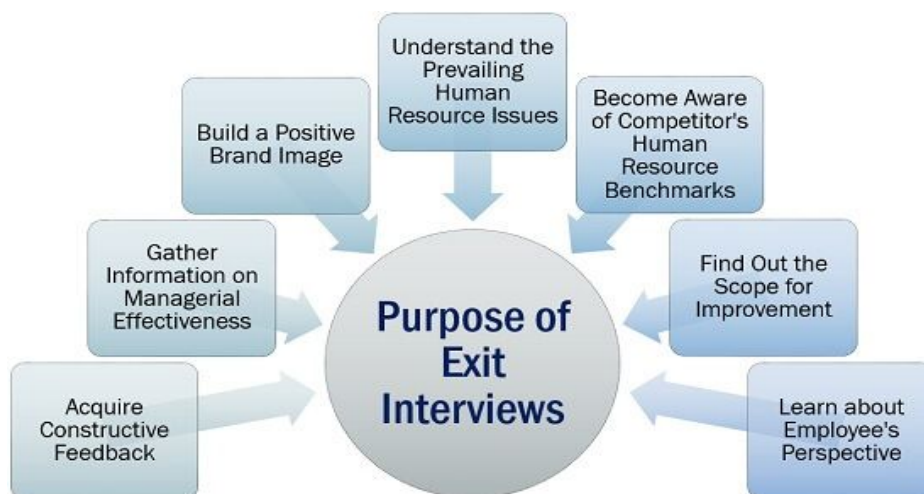 Understand the
Prevailing
Human
Resource Issues
Build a Positive
Brand Image
Become Aware
of Competitor's
Human
Resource
Benchmarks
Gather
Information on
Managerial
Effectiveness
Find Out the
Scope for
Improvement
Purpose of
Exit
Interviews
Acquire
Constructive
Feedback
Learn about
Employee's
Perspective